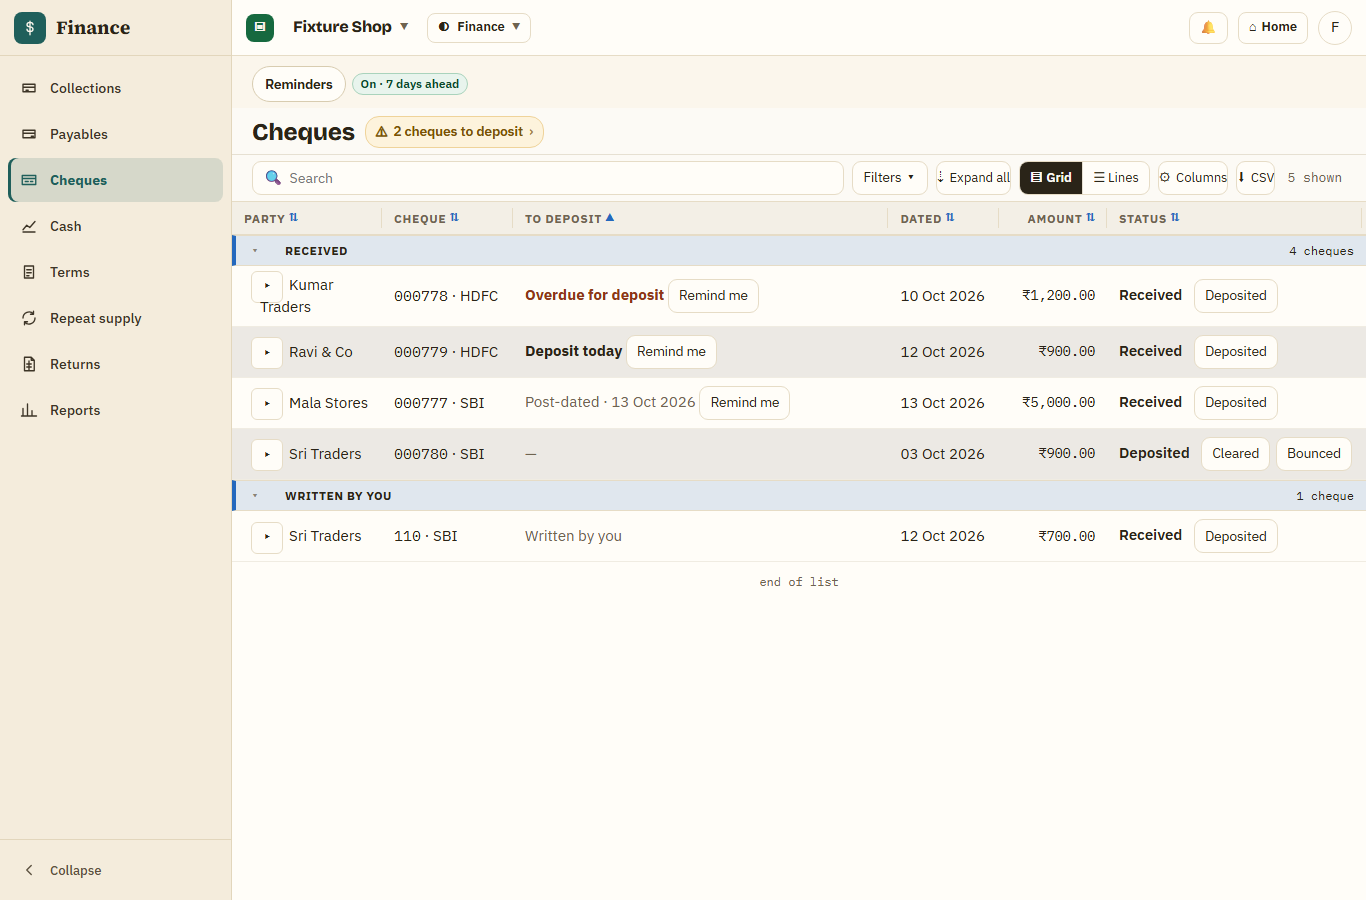 $ Finance
Fixture Shop ▼
Finance ▼
Home
F
Collections
Payables
Cheques
Cash
Terms
Repeat supply
Returns
Reports
Collapse
Reminders
On · 7 days ahead
Cheques
⚠ 2 cheques to deposit ›
Search
Filters ▾
Expand all
Grid
Lines
Columns
CSV
5 shown
PARTY ⇅ CHEQUE ⇅ TO DEPOSIT ▲ DATED ⇅ AMOUNT ⇅ STATUS ⇅
RECEIVED 4 cheques
Kumar Traders 000778 · HDFC Overdue for deposit Remind me 10 Oct 2026 ₹1,200.00 Received Deposited
Ravi & Co 000779 · HDFC Deposit today Remind me 12 Oct 2026 ₹900.00 Received Deposited
Mala Stores 000777 · SBI Post-dated · 13 Oct 2026 Remind me 13 Oct 2026 ₹5,000.00 Received Deposited
Sri Traders 000780 · SBI — 03 Oct 2026 ₹900.00 Deposited Cleared Bounced
WRITTEN BY YOU 1 cheque
Sri Traders 110 · SBI Written by you 12 Oct 2026 ₹700.00 Received Deposited
end of list